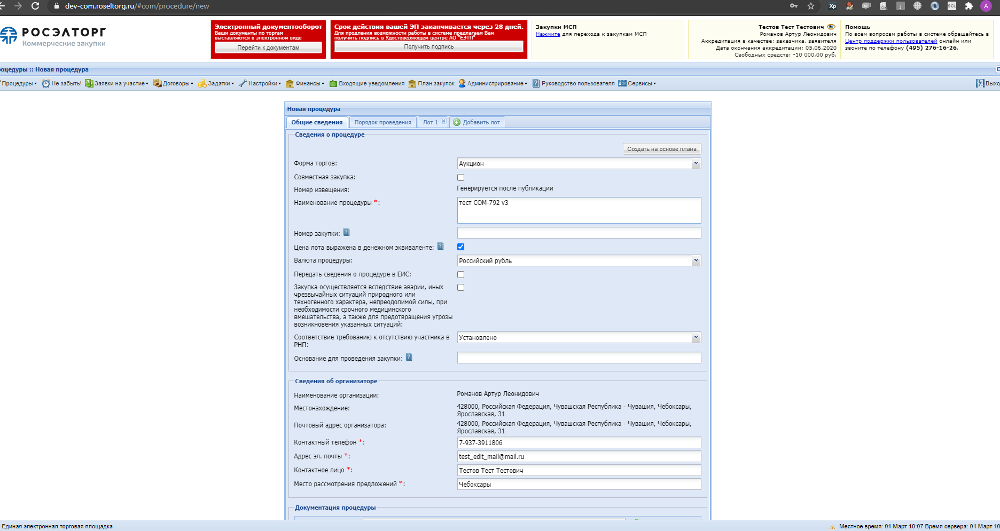 dev-com.roseltorg.ru/#com/procedure/new
РОСЭЛТОРГ
Коммерческие закупки
Электронный документооборот
Ваши документы по торгам
выставляются в электронном виде
Перейти к документам
Срок действия вашей ЭП заканчивается через 28 дней.
Для продления возможности работы в системе предлагаем Вам
получить подпись в Удостоверяющем центре АО "ЕЭТП"
Получить подпись
Закупки МСП
Нажмите для перехода к закупкам МСП
Тестов Тест Тестович
Романов Артур Леонидович
Аккредитация в качестве: заказчика, заявителя
Дата окончания аккредитации: 05.06.2020
Свободных средств: -10 000,00 руб.
Помощь
По всем вопросам работы в системе обращайтесь в
Центр поддержки пользователей онлайн или
звоните по телефону (495) 276-16-26.
оцедуры :: Новая процедура
Процедуры Не забыть! Заявки на участие Договоры Задатки Настройки Финансы Входящие уведомления План закупок Администрирование Руководство пользователя Сервисы Выхо
Новая процедура
Общие сведения Порядок проведения Лот 1 Добавить лот
Сведения о процедуре
Создать на основе плана
Форма торгов: Аукцион
Совместная закупка:
Номер извещения: Генерируется после публикации
Наименование процедуры *: тест COM-792 v3
Номер закупки:
Цена лота выражена в денежном эквиваленте:
Валюта процедуры: Российский рубль
Передать сведения о процедуре в ЕИС:
Закупка осуществляется вследствие аварии, иных
чрезвычайных ситуаций природного или
техногенного характера, непреодолимой силы, при
необходимости срочного медицинского
вмешательства, а также для предотвращения угрозы
возникновения указанных ситуаций:
Соответствие требованию к отсутствию участника в
РНП: Установлено
Основание для проведения закупки:
Сведения об организаторе
Наименование организации: Романов Артур Леонидович
Местонахождение: 428000, Российская Федерация, Чувашская Республика - Чувашия, Чебоксары,
Ярославская, 31
Почтовый адрес организатора: 428000, Российская Федерация, Чувашская Республика - Чувашия, Чебоксары,
Ярославская, 31
Контактный телефон *: 7-937-3911806
Адрес эл. почты *: test_edit_mail@mail.ru
Контактное лицо *: Тестов Тест Тестович
Место рассмотрения предложений *: Чебоксары
Документация процедуры
Единая электронная торговая площадка
Местное время: 01 Март 10:07 Время сервера: 01 Март 10
Xp
j
SCL
A